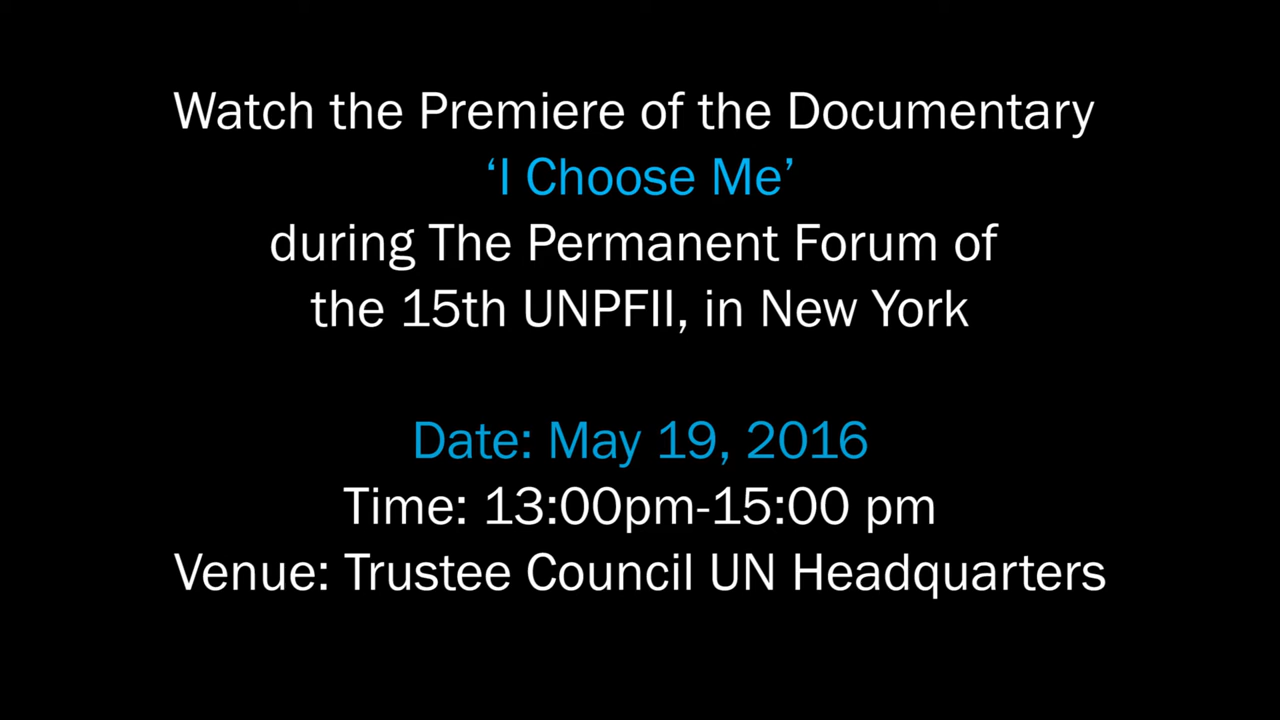 Watch the Premiere of the Documentary
‘I Choose Me’
during The Permanent Forum of
the 15th UNPFII, in New York
Date: May 19, 2016
Time: 13:00pm-15:00 pm
Venue: Trustee Council UN Headquarters